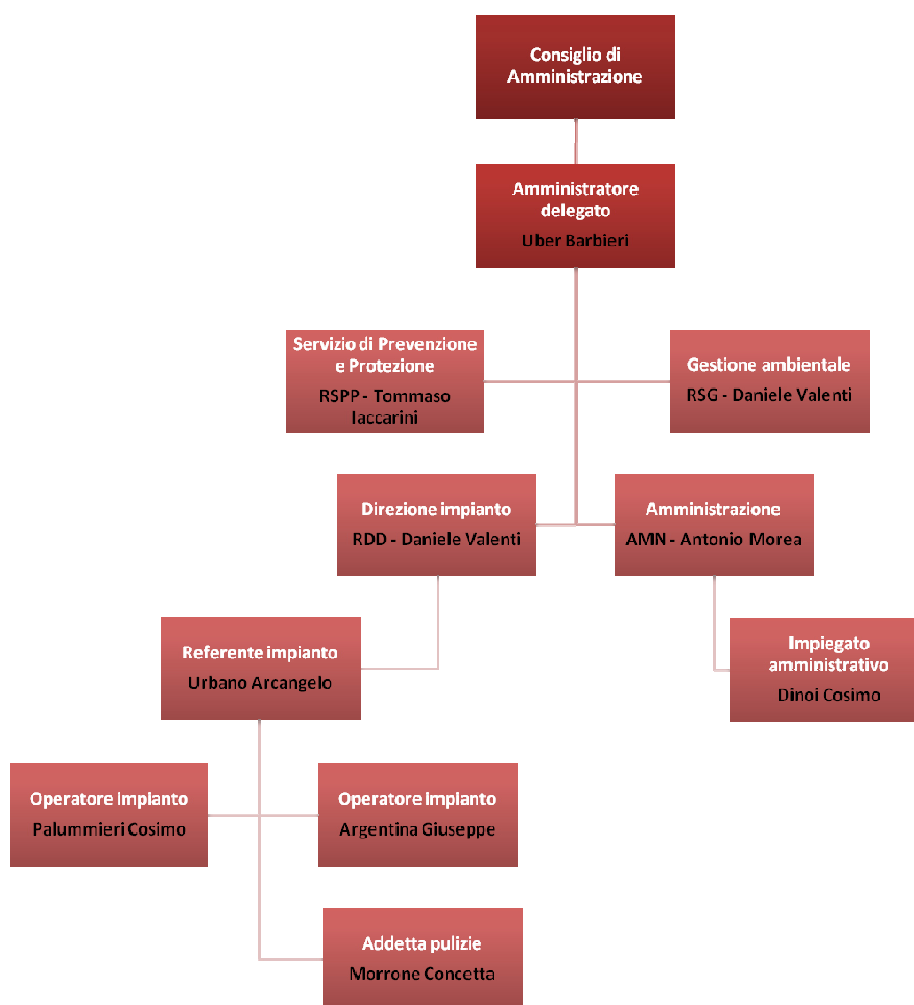 Consiglio di
Amministrazione
Amministratore
delegato
Uber Barbieri
Servizio di Prevenzione
e Protezione
RSPP - Tommaso
Iaccarini
Gestione ambientale
RSG - Daniele Valenti
Direzione impianto
RDD - Daniele Valenti
Amministrazione
AMN - Antonio Morea
Referente impianto
Urbano Arcangelo
Impiegato
amministrativo
Dinoi Cosimo
Operatore impianto
Palummieri Cosimo
Operatore impianto
Argentina Giuseppe
Addetta pulizie
Morrone Concetta